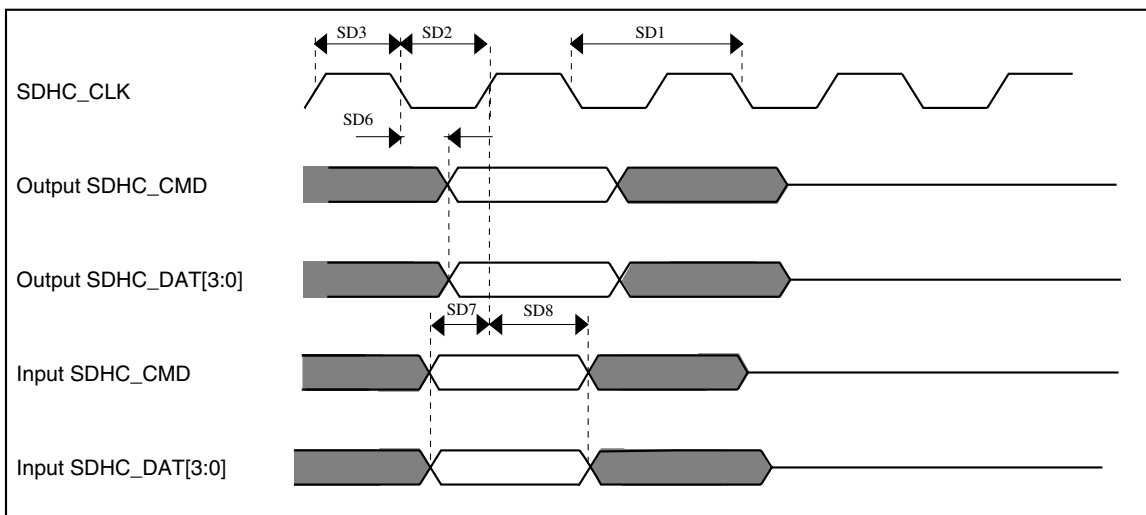 SD3
SD2
SD1
SDHC_CLK
SD6
Output SDHC_CMD
Output SDHC_DAT[3:0]
SD7
SD8
Input SDHC_CMD
Input SDHC_DAT[3:0]